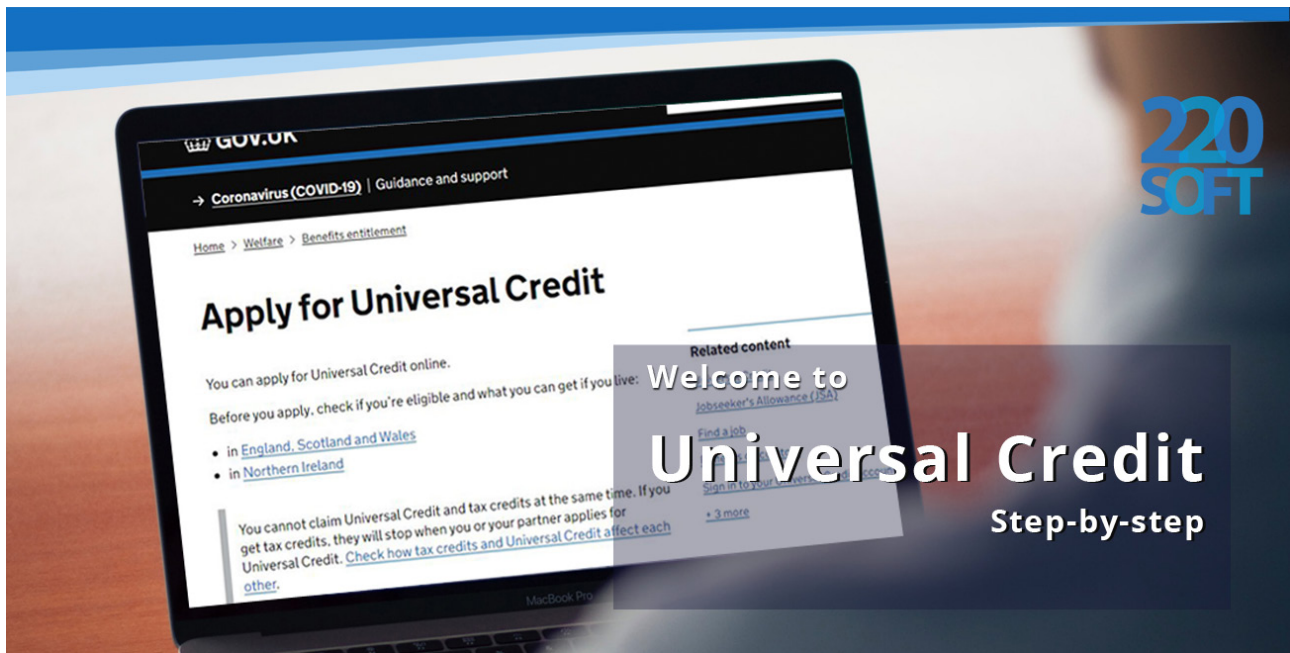 GOV.UK
→ Coronavirus (COVID-19) | Guidance and support
Home > Welfare > Benefits entitlement
Apply for Universal Credit
You can apply for Universal Credit online.
Before you apply, check if you're eligible and what you can get if you live:
• in England, Scotland and Wales
• in Northern Ireland
You cannot claim Universal Credit and tax credits at the same time. If you
get tax credits, they will stop when you or your partner applies for
Universal Credit. Check how tax credits and Universal Credit affect each
other.
Related content
Jobseeker's Allowance (JSA)
Find a job
Sign in to your
+ 3 more
MacBook Pro
220
SOFT
Welcome to
Universal Credit
Step-by-step